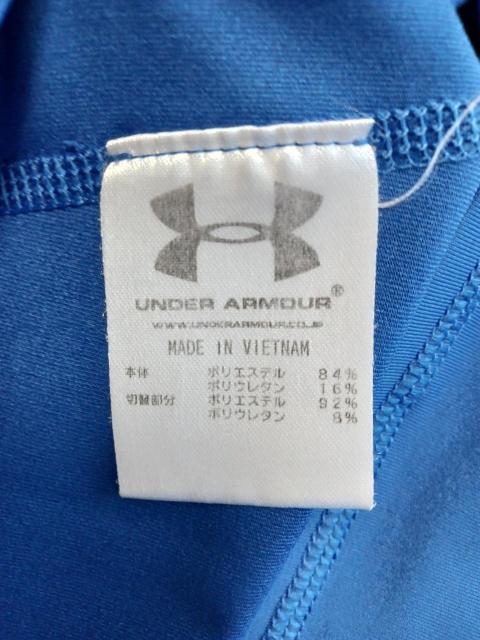 UNDER ARMOUR®
WWW.UNDERARMOUR.CO.JP
MADE IN VIETNAM
本体 ポリエステル 84%
ポリウレタン 16%
切替部分 ポリエステル 92%
ポリウレタン 8%